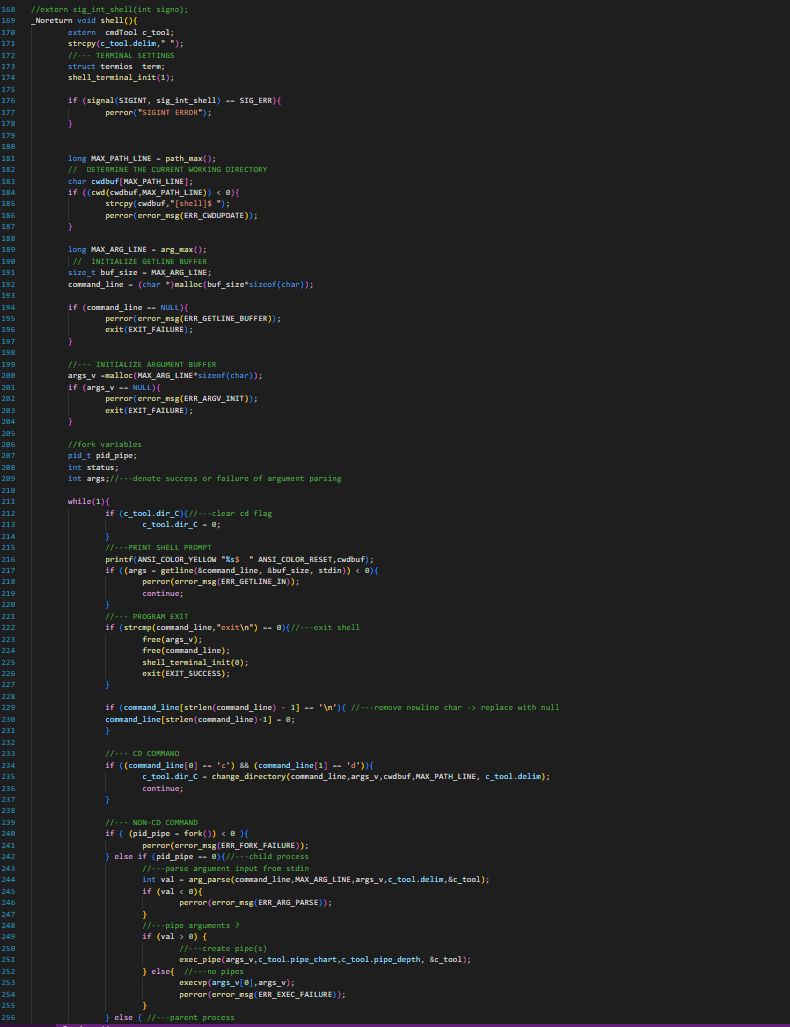 168 //extern sig_int_shell(int signo);
169 _Noreturn void shell(){
170 extern cmdTool c_tool;
171 strcpy(c_tool.delim," ");
172 //--- TERMINAL SETTINGS
173 struct termios term;
174 shell_terminal_init(1);
175
176 if (signal(SIGINT, sig_int_shell) == SIG_ERR){
177 perror("SIGINT ERROR");
178 }
179
180
181 long MAX_PATH_LINE = path_max();
182 // DETERMINE THE CURRENT WORKING DIRECTORY
183 char cwdbuf[MAX_PATH_LINE];
184 if ((cwd(cwdbuf,MAX_PATH_LINE)) < 0){
185 strcpy(cwdbuf,"[shell]$ ");
186 perror(error_msg(ERR_CWDUPDATE));
187 }
188
189 long MAX_ARG_LINE = arg_max();
190 // INITIALIZE GETLINE BUFFER
191 size_t buf_size = MAX_ARG_LINE;
192 command_line = (char *)malloc(buf_size*sizeof(char));
193
194 if (command_line == NULL){
195 perror(error_msg(ERR_GETLINE_BUFFER));
196 exit(EXIT_FAILURE);
197 }
198
199 //--- INITIALIZE ARGUMENT BUFFER
200 args_v =malloc(MAX_ARG_LINE*sizeof(char));
201 if (args_v == NULL){
202 perror(error_msg(ERR_ARGV_INIT));
203 exit(EXIT_FAILURE);
204 }
205
206 //fork variables
207 pid_t pid_pipe;
208 int status;
209 int args;//---denote success or failure of argument parsing
210
211 while(1){
212 if (c_tool.dir_C){//---clear cd flag
213 c_tool.dir_C = 0;
214 }
215 //---PRINT SHELL PROMPT
216 printf(ANSI_COLOR_YELLOW "%s$ " ANSI_COLOR_RESET,cwdbuf);
217 if ((args = getline(&command_line, &buf_size, stdin)) < 0){
218 perror(error_msg(ERR_GETLINE_IN));
219 continue;
220 }
221 //--- PROGRAM EXIT
222 if (strcmp(command_line,"exit\n") == 0){//---exit shell
223 free(args_v);
224 free(command_line);
225 shell_terminal_init(0);
226 exit(EXIT_SUCCESS);
227 }
228
229 if (command_line[strlen(command_line) - 1] == '\n'){ //---remove newline char -> replace with null
230 command_line[strlen(command_line)-1] = 0;
231 }
232
233 //--- CD COMMAND
234 if ((command_line[0] == 'c') && (command_line[1] == 'd')){
235 c_tool.dir_C = change_directory(command_line,args_v,cwdbuf,MAX_PATH_LINE, c_tool.delim);
236 continue;
237 }
238
239 //--- NON-CD COMMAND
240 if ( (pid_pipe = fork()) < 0 ){
241 perror(error_msg(ERR_FORK_FAILURE));
242 } else if (pid_pipe == 0){//---child process
243 //---parse argument input from stdin
244 int val = arg_parse(command_line,MAX_ARG_LINE,args_v,c_tool.delim,&c_tool);
245 if (val < 0){
246 perror(error_msg(ERR_ARG_PARSE));
247 }
248 //---pipe arguments ?
249 if (val > 0) {
250 //---create pipe(s)
251 exec_pipe(args_v,c_tool.pipe_chart,c_tool.pipe_depth, &c_tool);
252 } else{ //---no pipes
253 execvp(args_v[0],args_v);
254 perror(error_msg(ERR_EXEC_FAILURE));
255 }
256 } else { //---parent process